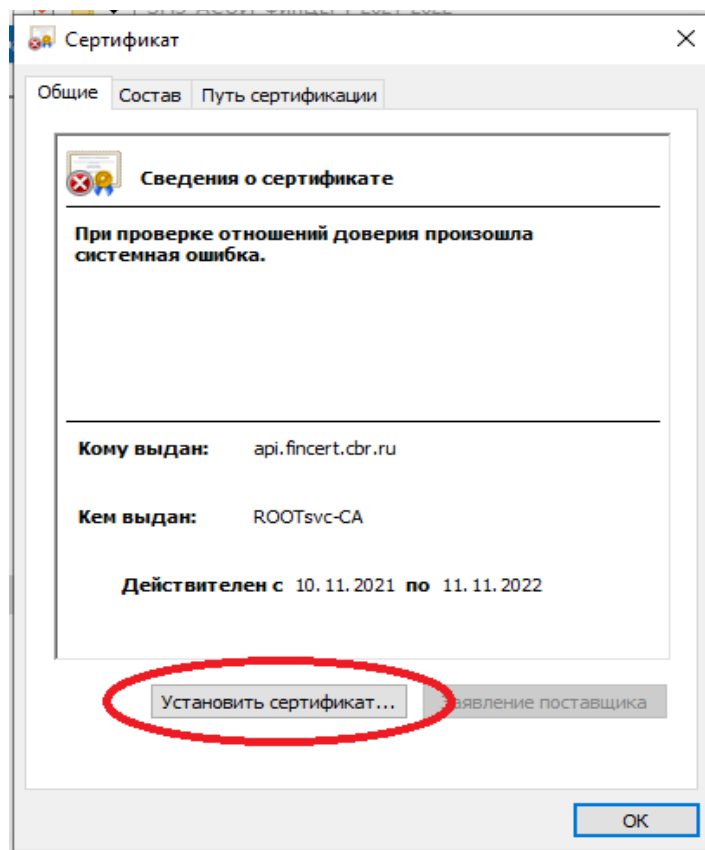 Сертификат
Общие Состав Путь сертификации
Сведения о сертификате
При проверке отношений доверия произошла
системная ошибка.
Кому выдан: api.fincert.cbr.ru
Кем выдан: ROOTsvc-CA
Действителен с 10.11.2021 по 11.11.2022
Установить сертификат... аявление поставщика
OK